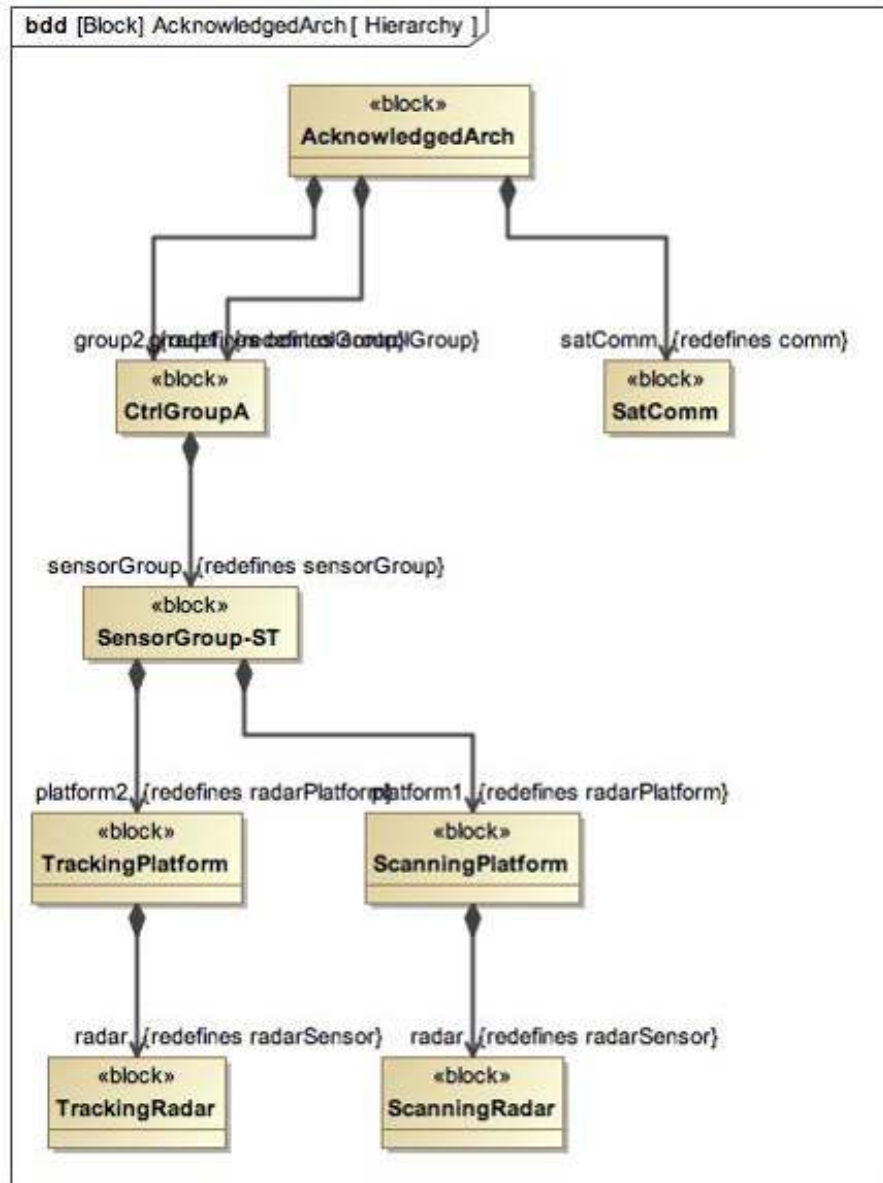 bdd [Block] AcknowledgedArch [ Hierarchy ]
«block»
AcknowledgedArch
group2
satComm {redefines comm}
«block»
CtrlGroupA
«block»
SatComm
sensorGroup {redefines sensorGroup}
«block»
SensorGroup-ST
platform2 {redefines radarPlatform}
platform1 {redefines radarPlatform}
«block»
TrackingPlatform
«block»
ScanningPlatform
radar {redefines radarSensor}
radar {redefines radarSensor}
«block»
TrackingRadar
«block»
ScanningRadar